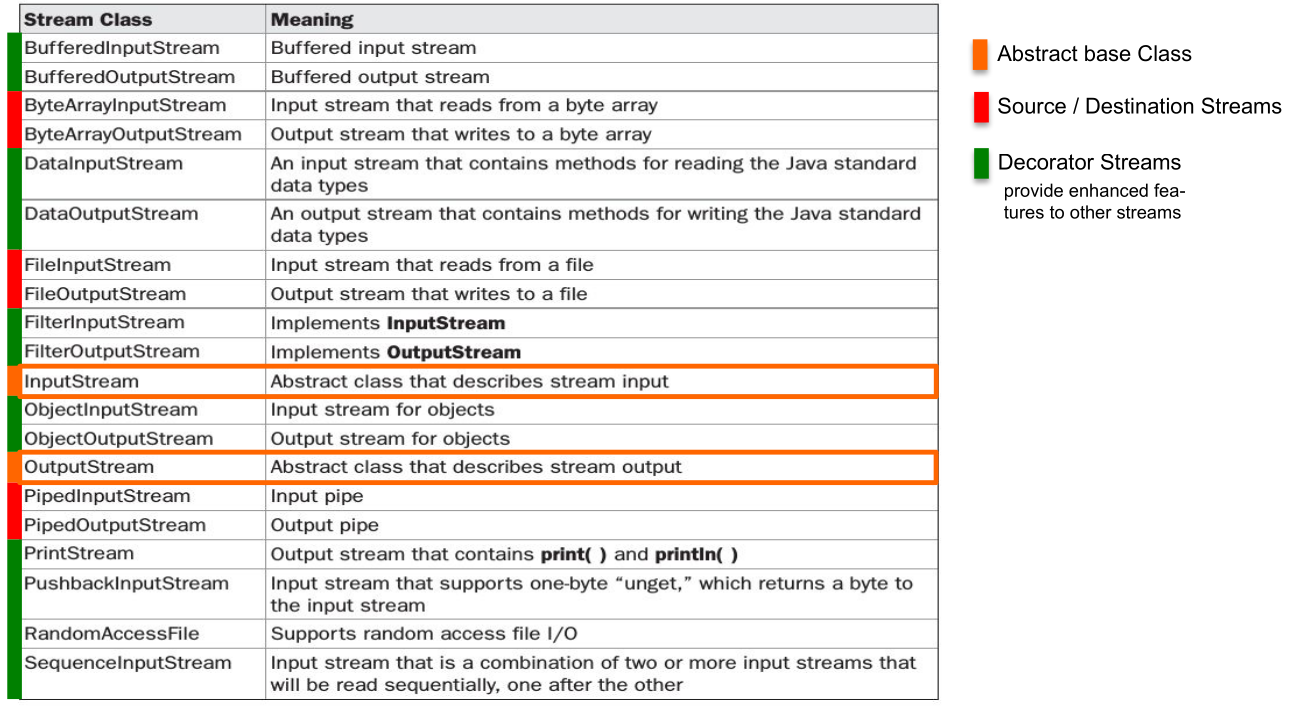 Stream Class Meaning
BufferedInputStream Buffered input stream
BufferedOutputStream Buffered output stream
ByteArrayInputStream Input stream that reads from a byte array
ByteArrayOutputStream Output stream that writes to a byte array
DataInputStream An input stream that contains methods for reading the Java standard
data types
DataOutputStream An output stream that contains methods for writing the Java standard
data types
FileInputStream Input stream that reads from a file
FileOutputStream Output stream that writes to a file
FilterInputStream Implements InputStream
FilterOutputStream Implements OutputStream
InputStream Abstract class that describes stream input
ObjectInputStream Input stream for objects
ObjectOutputStream Output stream for objects
OutputStream Abstract class that describes stream output
PipedInputStream Input pipe
PipedOutputStream Output pipe
PrintStream Output stream that contains print( ) and println( )
PushbackInputStream Input stream that supports one-byte “unget,” which returns a byte to
the input stream
RandomAccessFile Supports random access file I/O
SequenceInputStream Input stream that is a combination of two or more input streams that
will be read sequentially, one after the other
Abstract base Class
Source / Destination Streams
Decorator Streams
provide enhanced fea-
tures to other streams